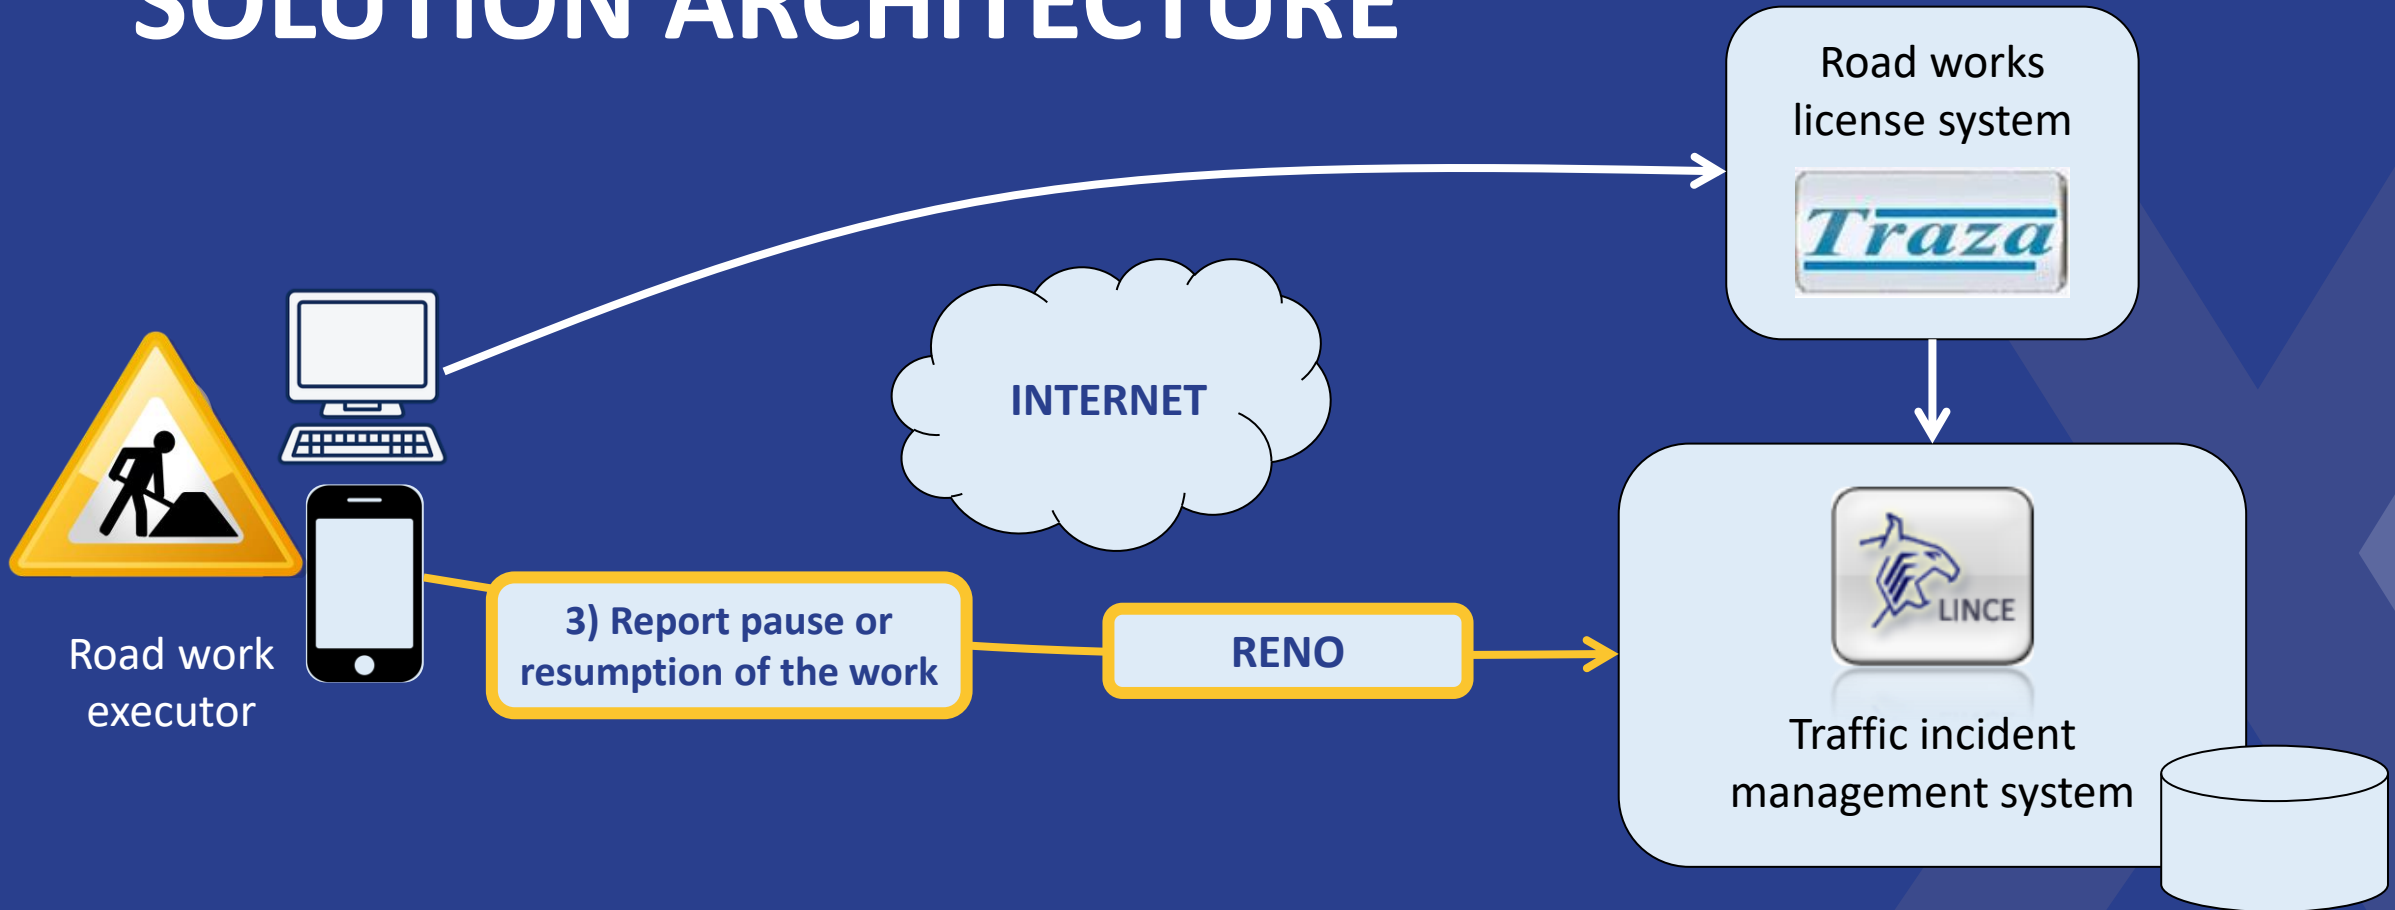 SOLUTION ARCHITECTURE
Road works
license system
Traza
INTERNET
3) Report pause or
resumption of the work
RENO
Road work
executor
LINCE
Traffic incident
management system